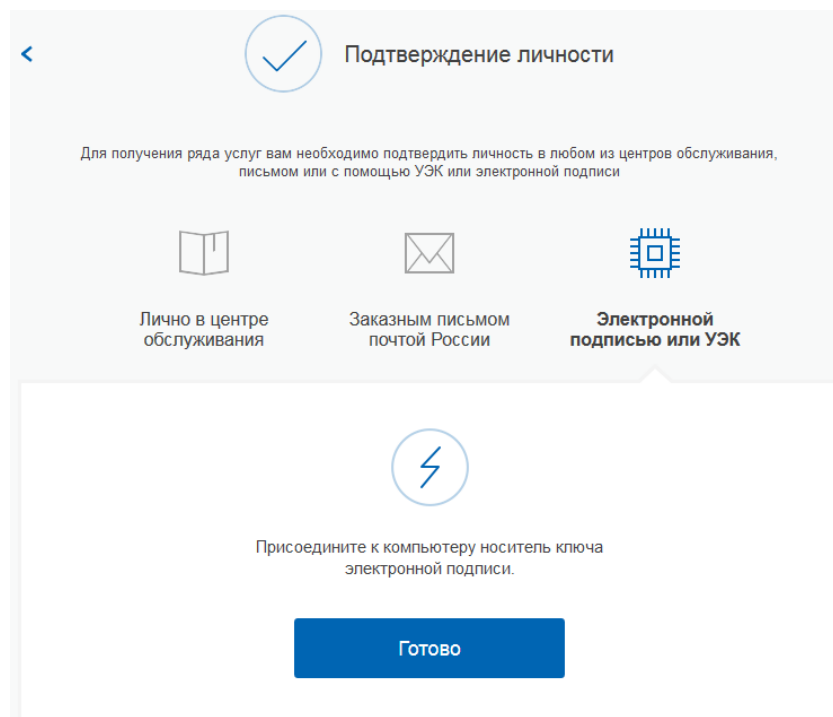 Подтверждение личности
Для получения ряда услуг вам необходимо подтвердить личность в любом из центров обслуживания,
письмом или с помощью УЭК или электронной подписи
Лично в центре
обслуживания
Заказным письмом
почтой России
Электронной
подписью или УЭК
Присоедините к компьютеру носитель ключа
электронной подписи.
Готово